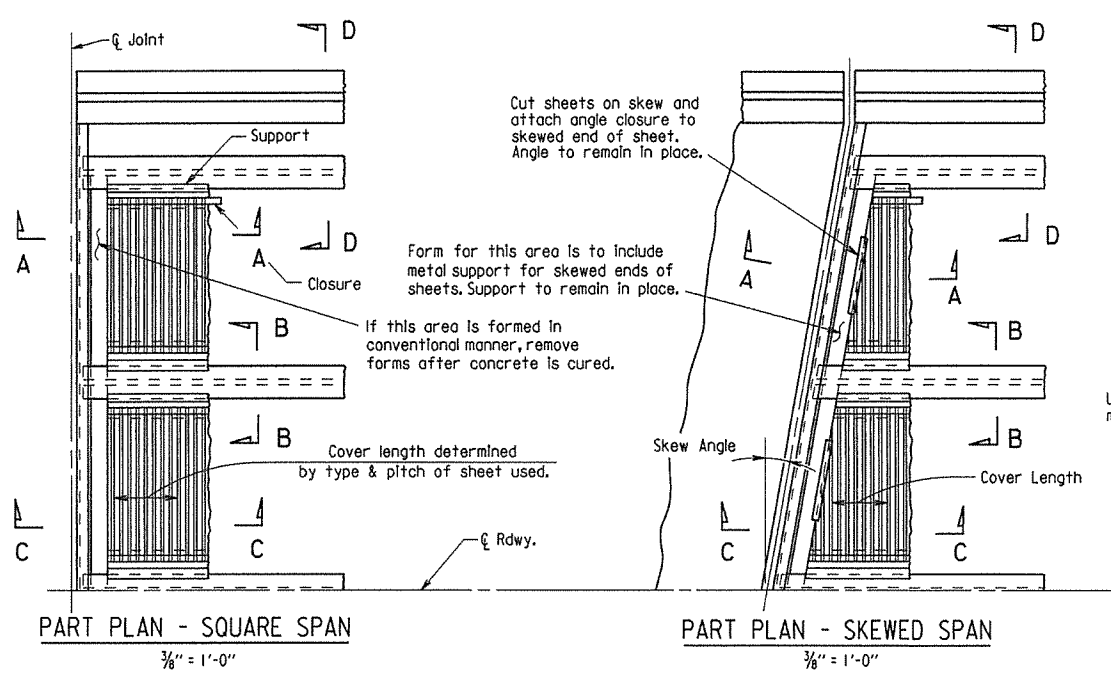 ℄ Joint
D
Support
A
A
D
Closure
B
If this area is formed in
conventional manner, remove
forms after concrete is cured.
B
Cover length determined
by type & pitch of sheet used.
C
C
℄ Rdwy.
PART PLAN - SQUARE SPAN
3/8" = 1'-0"
D
Cut sheets on skew and
attach angle closure to
skewed end of sheet.
Angle to remain in place.
D
Form for this area is to include
metal support for skewed ends of
sheets. Support to remain in place.
A
A
B
B
Skew Angle
Cover Length
C
C
PART PLAN - SKEWED SPAN
3/8" = 1'-0"